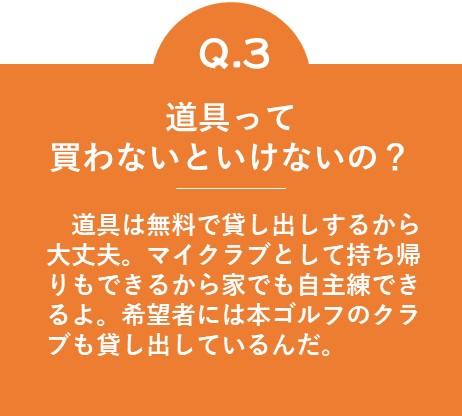 Q.3
道具って
買わないといけないの？
　道具は無料で貸し出しするから
大丈夫。マイクラブとして持ち帰
りもできるから家でも自主練でき
るよ。希望者には本ゴルフのクラ
ブも貸し出しているんだ。